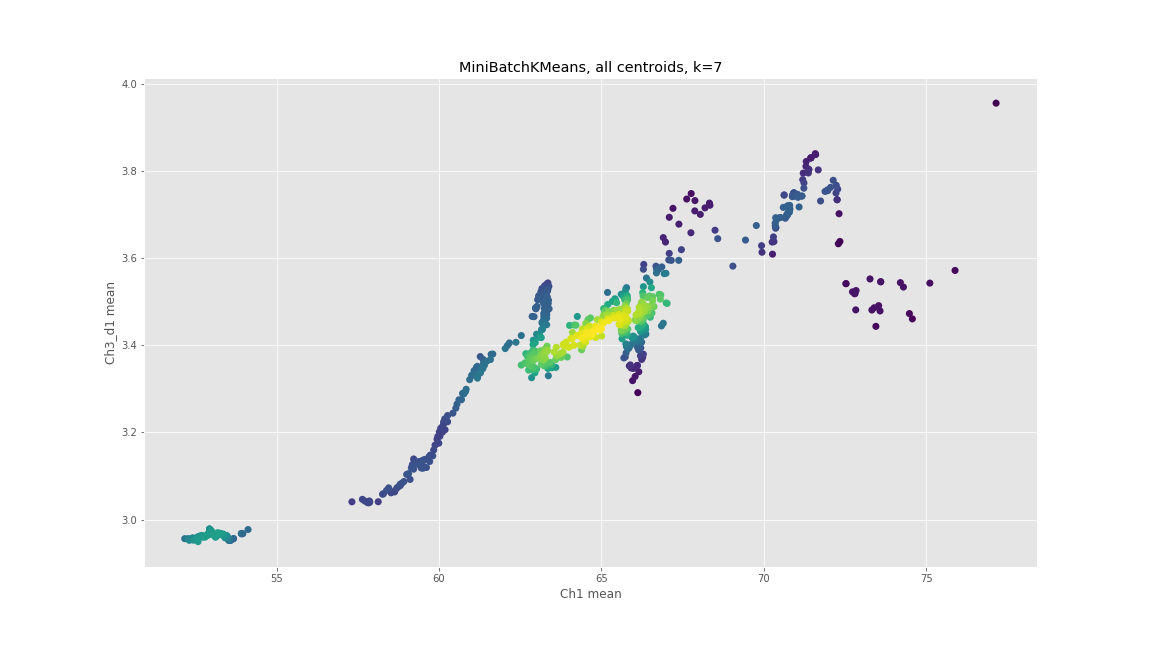 MiniBatchKMeans, all centroids, k=7
4.0
3.8
3.6
3.4
3.2
3.0
Ch3_d1 mean
55 60 65 70 75
Ch1 mean